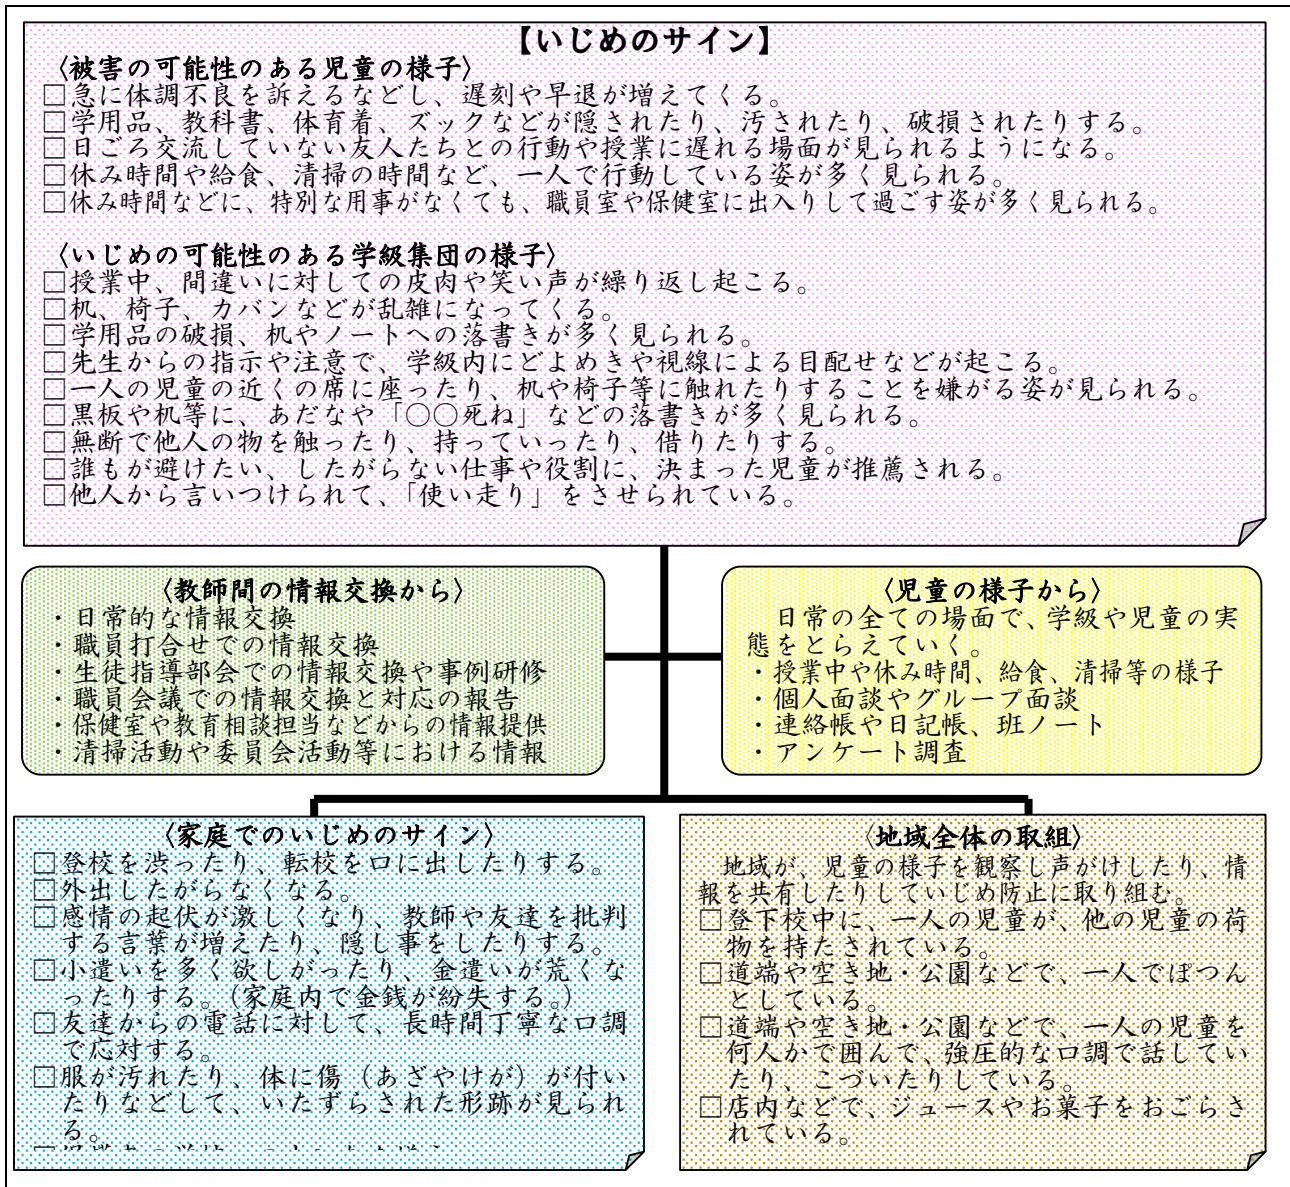 【いじめのサイン】
〈被害の可能性のある児童の様子〉
□急に体調不良を訴えるなどし、遅刻や早退が増えてくる。
□学用品、教科書、体育着、ズックなどが隠されたり、汚されたり、破損されたりする。
□日ごろ交流していない友人たちとの行動や授業に遅れる場面が見られるようになる。
□休み時間や給食、清掃の時間など、一人で行動している姿が多く見られる。
□休み時間などに、特別な用事がなくても、職員室や保健室に出入りして過ごす姿が多く見られる。
〈いじめの可能性のある学級集団の様子〉
□授業中、間違いに対しての皮肉や笑い声が繰り返し起こる。
□机、椅子、カバンなどが乱雑になってくる。
□学用品の破損、机やノートへの落書きが多く見られる。
□先生からの指示や注意で、学級内にどよめきや視線による目配せなどが起こる。
□一人の児童の近くの席に座ったり、机や椅子等に触れたりすることを嫌がる姿が見られる。
□黒板や机等に、あだなや「〇〇死ね」などの落書きが多く見られる。
□無断で他人の物を触ったり、持っていったり、借りたりする。
□誰もが避けたい、したがらない仕事や役割に、決まった児童が推薦される。
□他人から言いつけられて、「使い走り」をさせられている。
〈教師間の情報交換から〉
・日常的な情報交換
・職員打合せでの情報交換
・生徒指導部会での情報交換や事例研修
・職員会議での情報交換と対応の報告
・保健室や教育相談担当などからの情報提供
・清掃活動や委員会活動等における情報
〈児童の様子から〉
日常の全ての場面で、学級や児童の実
態をとらえていく。
・授業中や休み時間、給食、清掃等の様子
・個人面談やグループ面談
・連絡帳や日記帳、班ノート
・アンケート調査
〈家庭でのいじめのサイン〉
□登校を渋ったり、転校を口に出したりする。
□外出したがらなくなる。
□感情の起伏が激しくなり、教師や友達を批判
する言葉が増えたり、隠し事をしたりする。
□小遣いを多く欲しがったり、金遣いが荒くな
ったりする。（家庭内で金銭が紛失する。）
□友達からの電話に対して、長時間丁寧な口調
で応対する。
□服が汚れたり、体に傷（あざやけが）が付い
たりなどして、いたずらされた形跡が見られ
る。
〈地域全体の取組〉
地域が、児童の様子を観察し声がけしたり、情
報を共有したりしていじめ防止に取り組む。
□登下校中に、一人の児童が、他の児童の荷
物を持たされている。
□道端や空き地・公園などで、一人でぽつん
としている。
□道端や空き地・公園などで、一人の児童を
何人かで囲んで、強圧的な口調で話してい
たり、こづいたりしている。
□店内などで、ジュースやお菓子をおごらさ
れている。